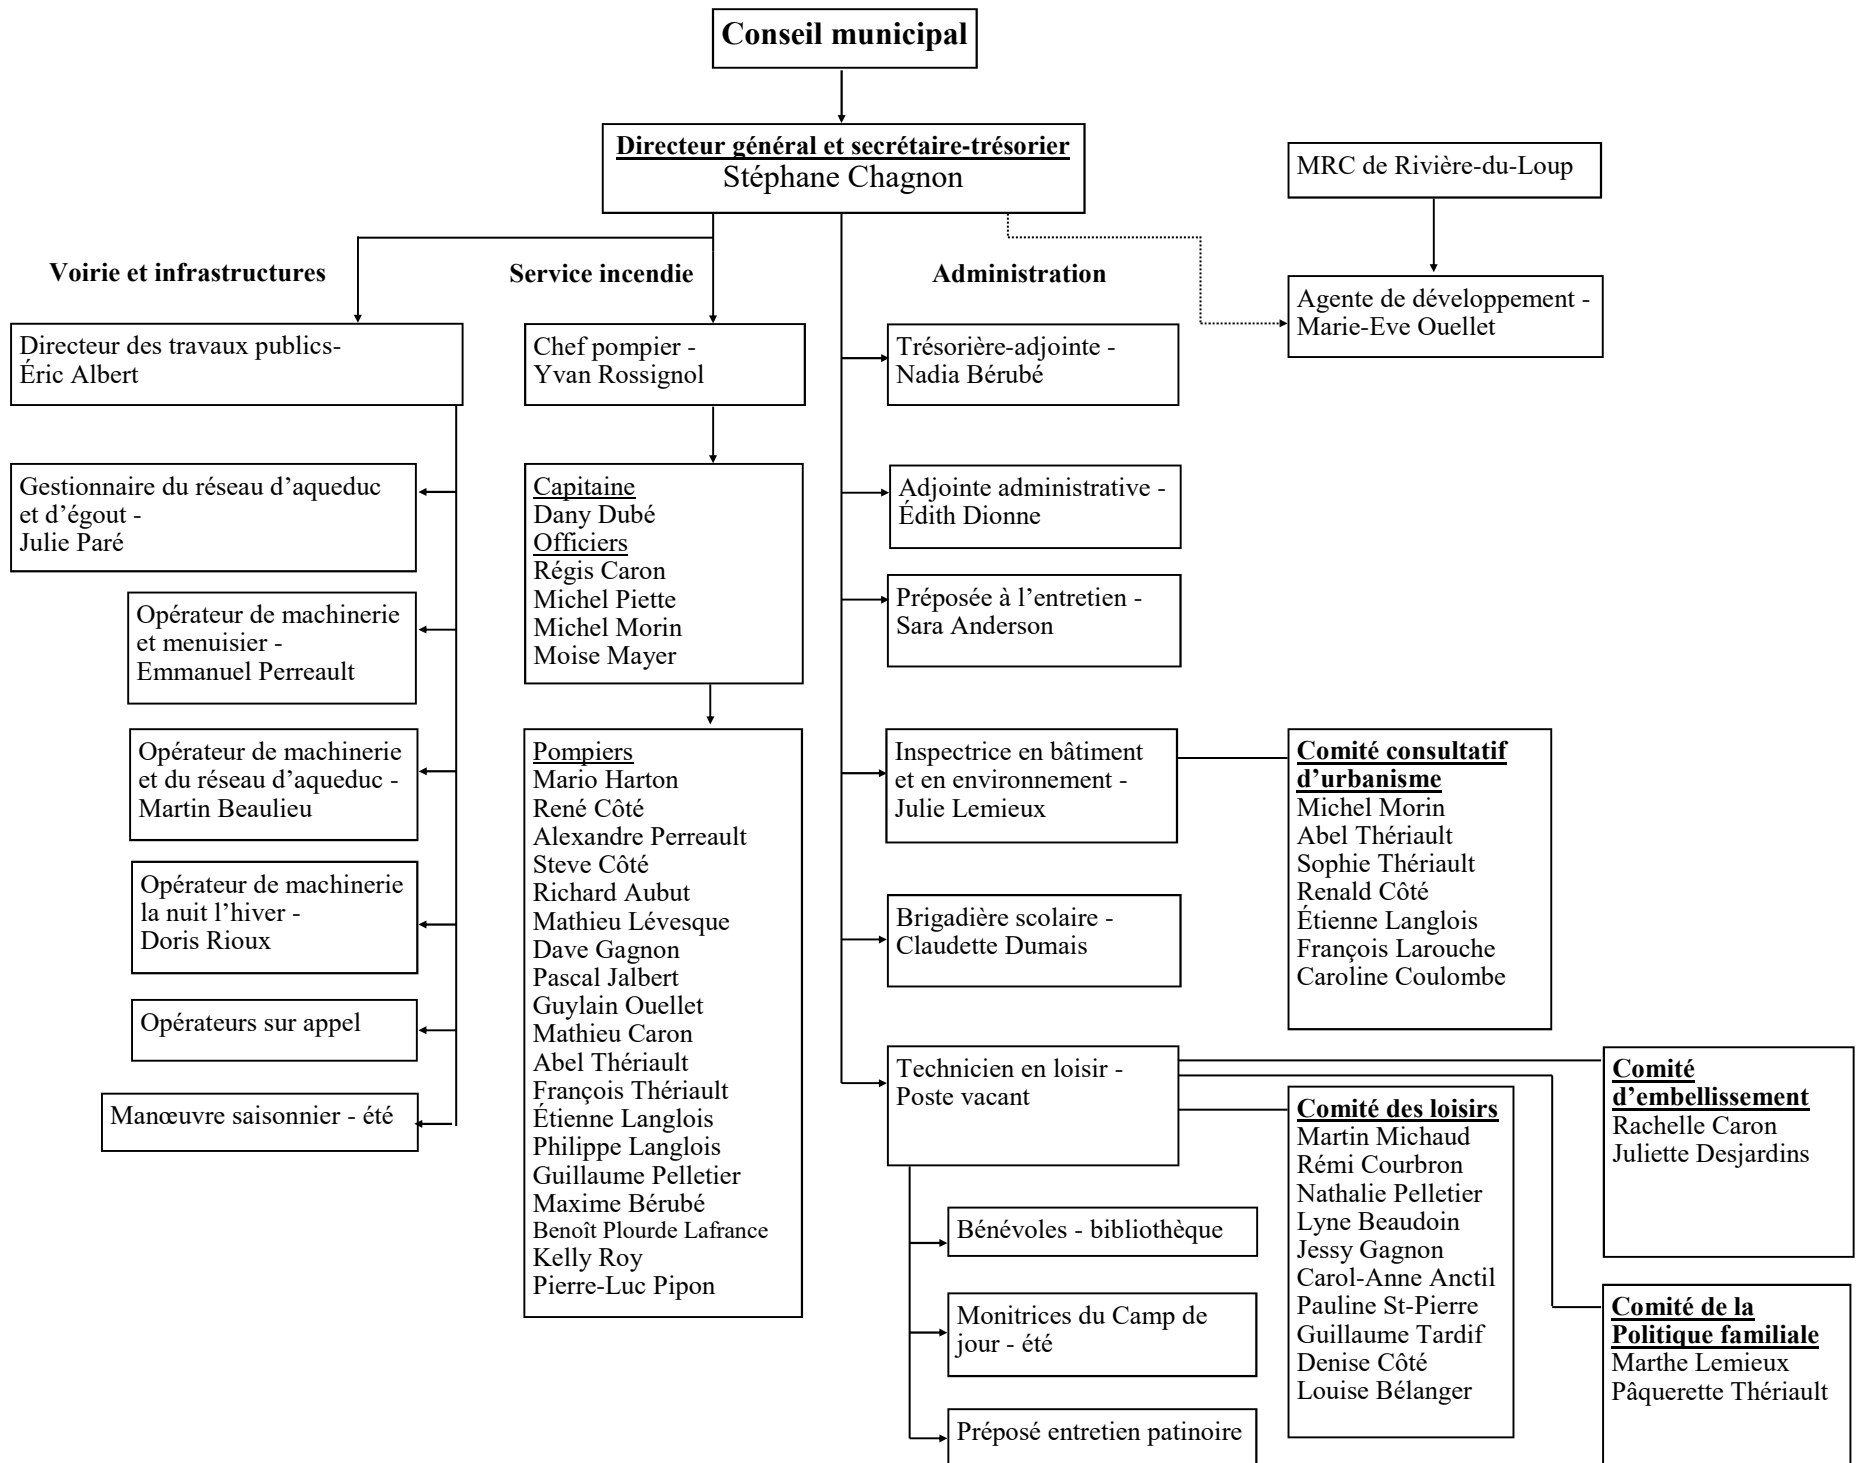 Conseil municipal
Directeur général et secrétaire-trésorier
Stéphane Chagnon
MRC de Rivière-du-Loup
Agente de développement -
Marie-Eve Ouellet
Voirie et infrastructures
Directeur des travaux publics-
Éric Albert
Gestionnaire du réseau d'aqueduc
et d'égout -
Julie Paré
Opérateur de machinerie
et menuisier -
Emmanuel Perreault
Opérateur de machinerie
et du réseau d'aqueduc -
Martin Beaulieu
Opérateur de machinerie
la nuit l'hiver -
Doris Rioux
Opérateurs sur appel
Manœuvre saisonnier - été
Service incendie
Chef pompier -
Yvan Rossignol
Capitaine
Dany Dubé
Officiers
Régis Caron
Michel Piette
Michel Morin
Moise Mayer
Pompiers
Mario Harton
René Côté
Alexandre Perreault
Steve Côté
Richard Aubut
Mathieu Lévesque
Dave Gagnon
Pascal Jalbert
Guylain Ouellet
Mathieu Caron
Abel Thériault
François Thériault
Étienne Langlois
Philippe Langlois
Guillaume Pelletier
Maxime Bérubé
Benoît Plourde Lafrance
Kelly Roy
Pierre-Luc Pipon
Administration
Trésorière-adjointe -
Nadia Bérubé
Adjointe administrative -
Édith Dionne
Préposée à l'entretien -
Sara Anderson
Inspectrice en bâtiment
et en environnement -
Julie Lemieux
Comité consultatif
d'urbanisme
Michel Morin
Abel Thériault
Sophie Thériault
Renald Côté
Étienne Langlois
François Larouche
Caroline Coulombe
Brigadière scolaire -
Claudette Dumais
Technicien en loisir -
Poste vacant
Bénévoles - bibliothèque
Monitrices du Camp de
jour - été
Préposé entretien patinoire
Comité des loisirs
Martin Michaud
Rémi Courbron
Nathalie Pelletier
Lyne Beaudoin
Jessy Gagnon
Carol-Anne Anctil
Pauline St-Pierre
Guillaume Tardif
Denise Côté
Louise Bélanger
Comité
d'embellissement
Rachelle Caron
Juliette Desjardins
Comité de la
Politique familiale
Marthe Lemieux
Pâquerette Thériault